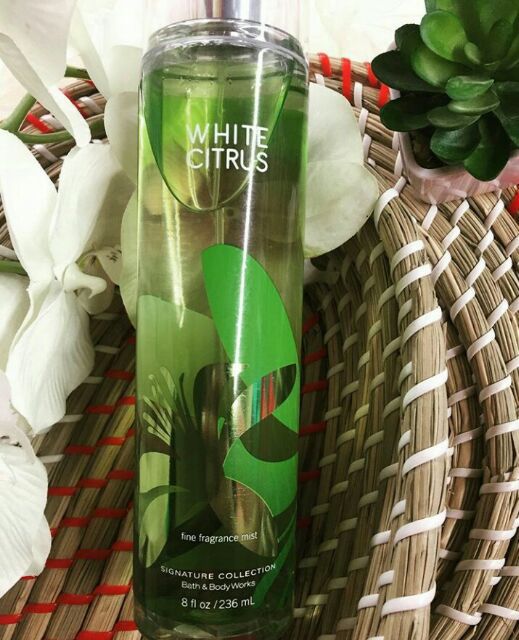 WHITE
CITRUS
fine fragrance mist
SIGNATURE COLLECTION
Bath & Body Works
8 fl oz / 236 mL